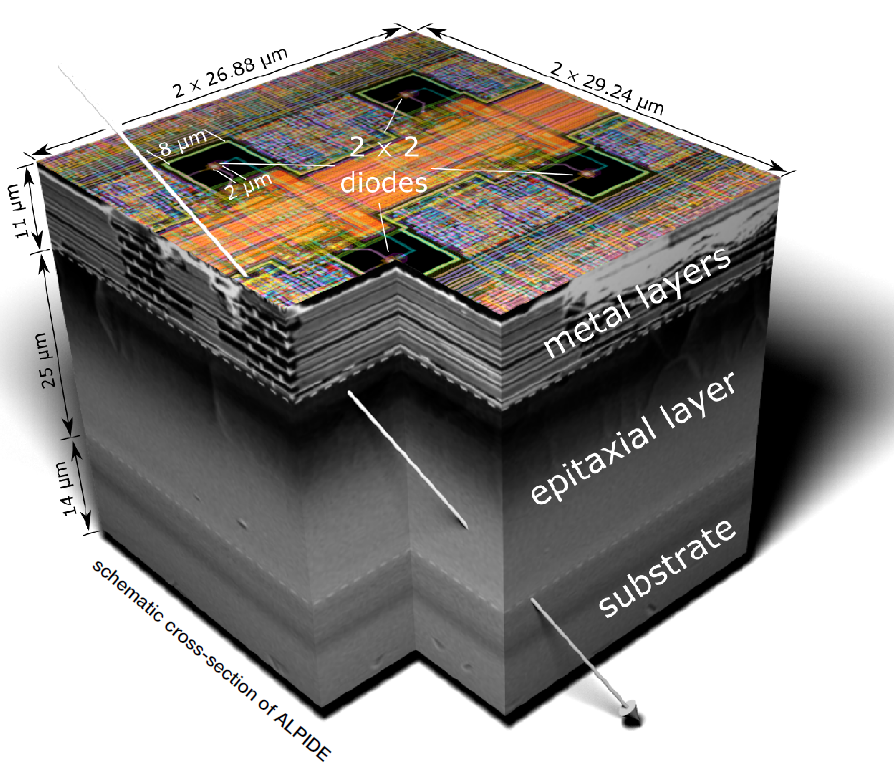 2 × 26.88 µm
2 × 29.24 µm
8 µm
2 µm
2 × 2
diodes
11 µm
25 µm
14 µm
metal layers
epitaxial layer
substrate
schematic cross-section of ALPIDE